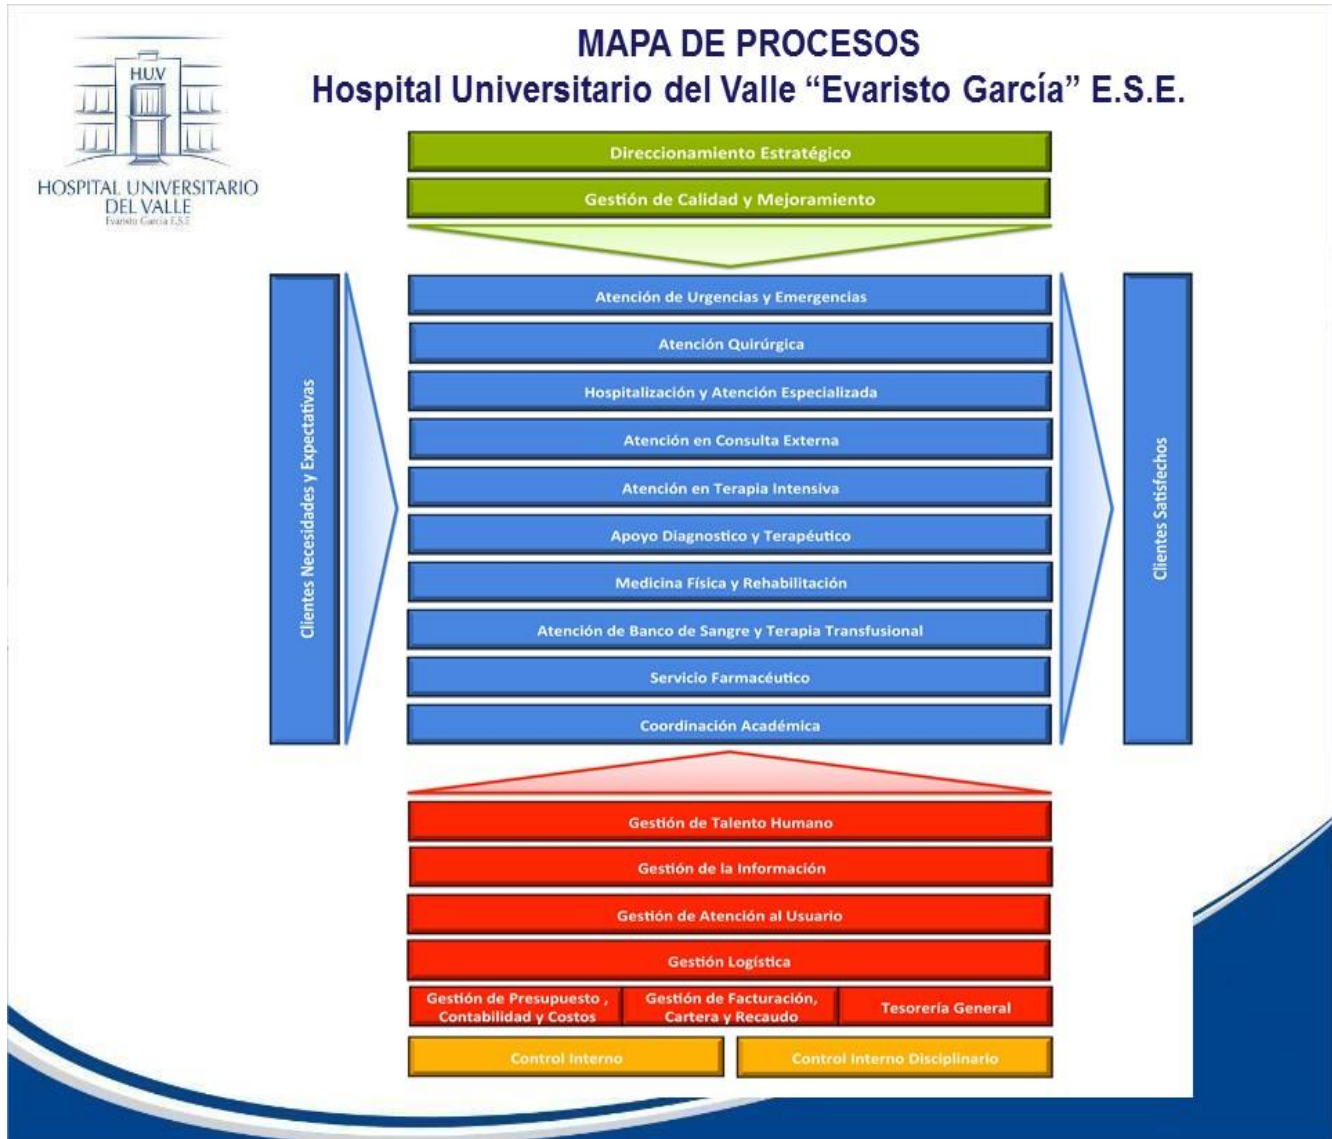 MAPA DE PROCESOS
Hospital Universitario del Valle “Evaristo García” E.S.E.
H.U.V
HOSPITAL UNIVERSITARIO
DEL VALLE
Evaristo García E.S.E
Direccionamiento Estratégico
Gestión de Calidad y Mejoramiento
Clientes Necesidades y Expectativas
Atención de Urgencias y Emergencias
Atención Quirúrgica
Hospitalización y Atención Especializada
Atención en Consulta Externa
Atención en Terapia Intensiva
Apoyo Diagnostico y Terapéutico
Medicina Física y Rehabilitación
Atención de Banco de Sangre y Terapia Transfusional
Servicio Farmacéutico
Coordinación Académica
Clientes Satisfechos
Gestión de Talento Humano
Gestión de la Información
Gestión de Atención al Usuario
Gestión Logística
Gestión de Presupuesto ,
Contabilidad y Costos
Gestión de Facturación,
Cartera y Recaudo
Tesorería General
Control Interno
Control Interno Disciplinario